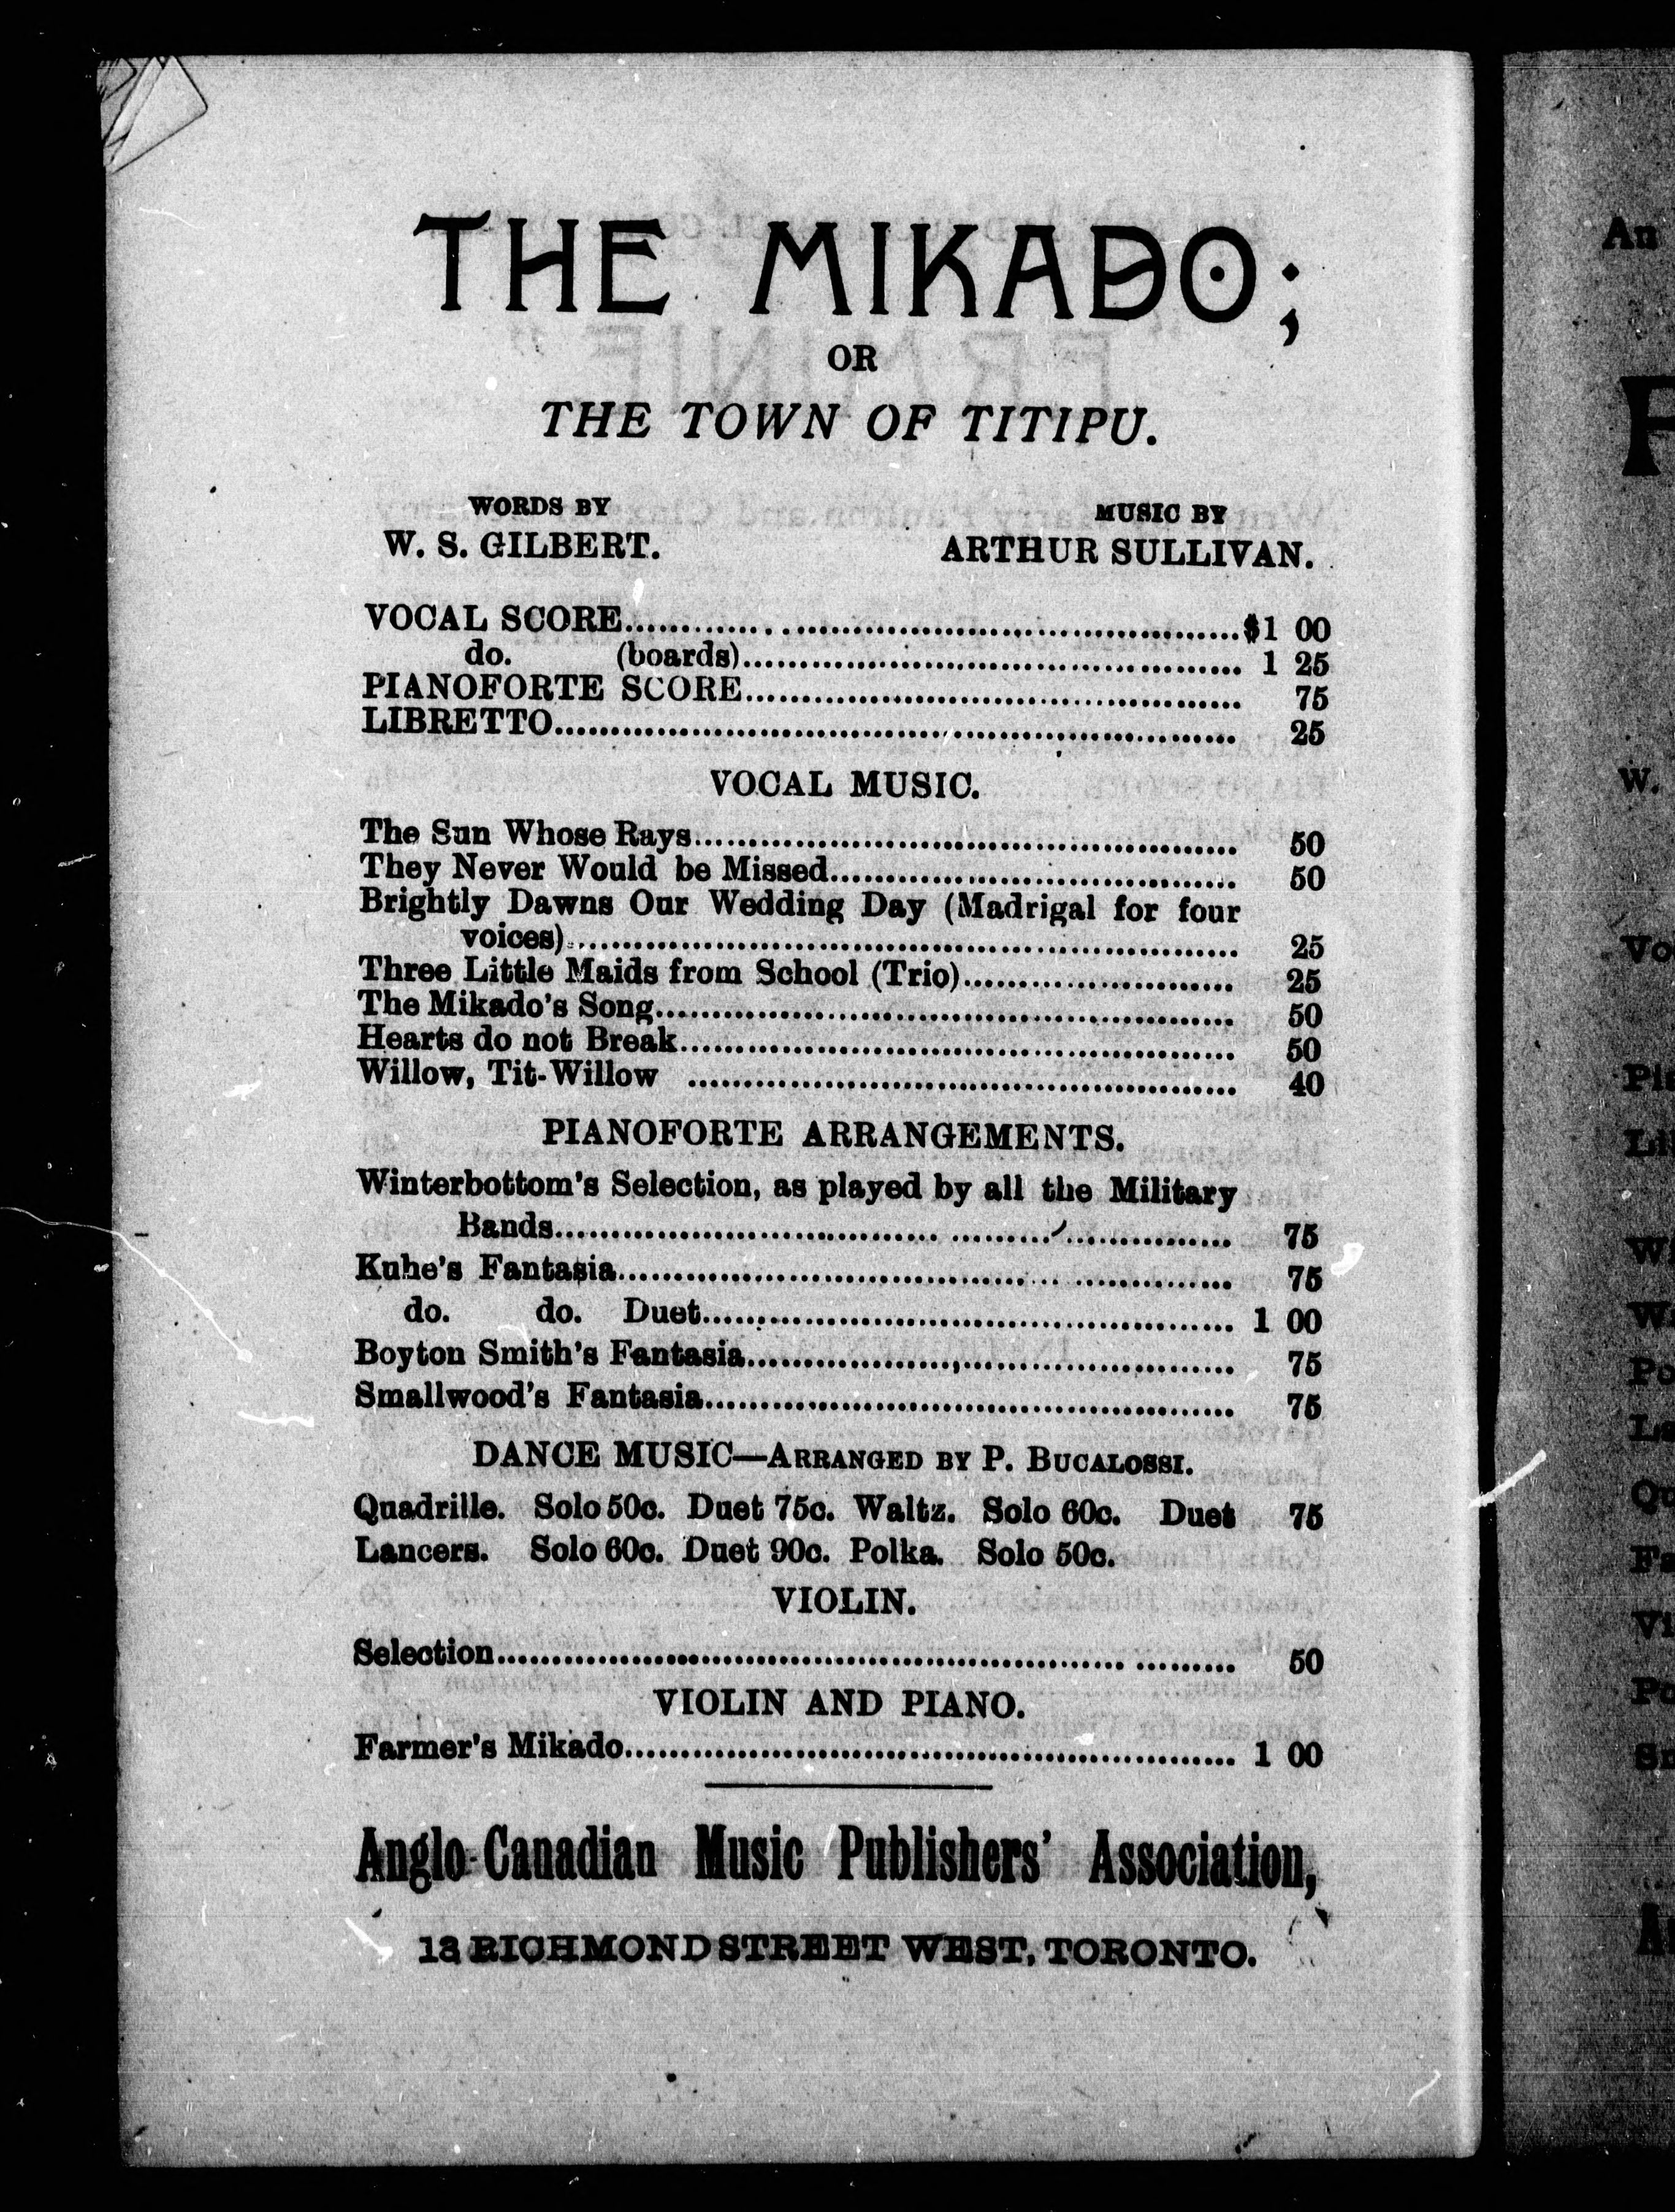 THE MIKADO;
OR
THE TOWN OF TITIPU.
WORDS BY
W. S. GILBERT.
MUSIC BY
ARTHUR SULLIVAN.
VOCAL SCORE.......... $1 00
do. (boards).......... 1 25
PIANOFORTE SCORE.......... 75
LIBRETTO.......... 25
VOCAL MUSIC.
The Sun Whose Rays.......... 50
They Never Would be Missed.......... 50
Brightly Dawns Our Wedding Day (Madrigal for four
voices).......... 25
Three Little Maids from School (Trio).......... 25
The Mikado's Song.......... 50
Hearts do not Break.......... 50
Willow, Tit-Willow .......... 40
PIANOFORTE ARRANGEMENTS.
Winterbottom's Selection, as played by all the Military
Bands.......... 75
Kuhe's Fantasia.......... 75
do. do. Duet.......... 1 00
Boyton Smith's Fantasia.......... 75
Smallwood's Fantasia.......... 75
DANCE MUSIC—ARRANGED BY P. BUCALOSSI.
Quadrille. Solo 50c. Duet 75c. Waltz. Solo 60c. Duet 75
Lancers. Solo 60c. Duet 90c. Polka. Solo 50c.
VIOLIN.
Selection.......... 50
VIOLIN AND PIANO.
Farmer's Mikado.......... 1 00
Anglo-Canadian Music Publishers' Association,
13 RICHMOND STREET WEST, TORONTO.
An
W.